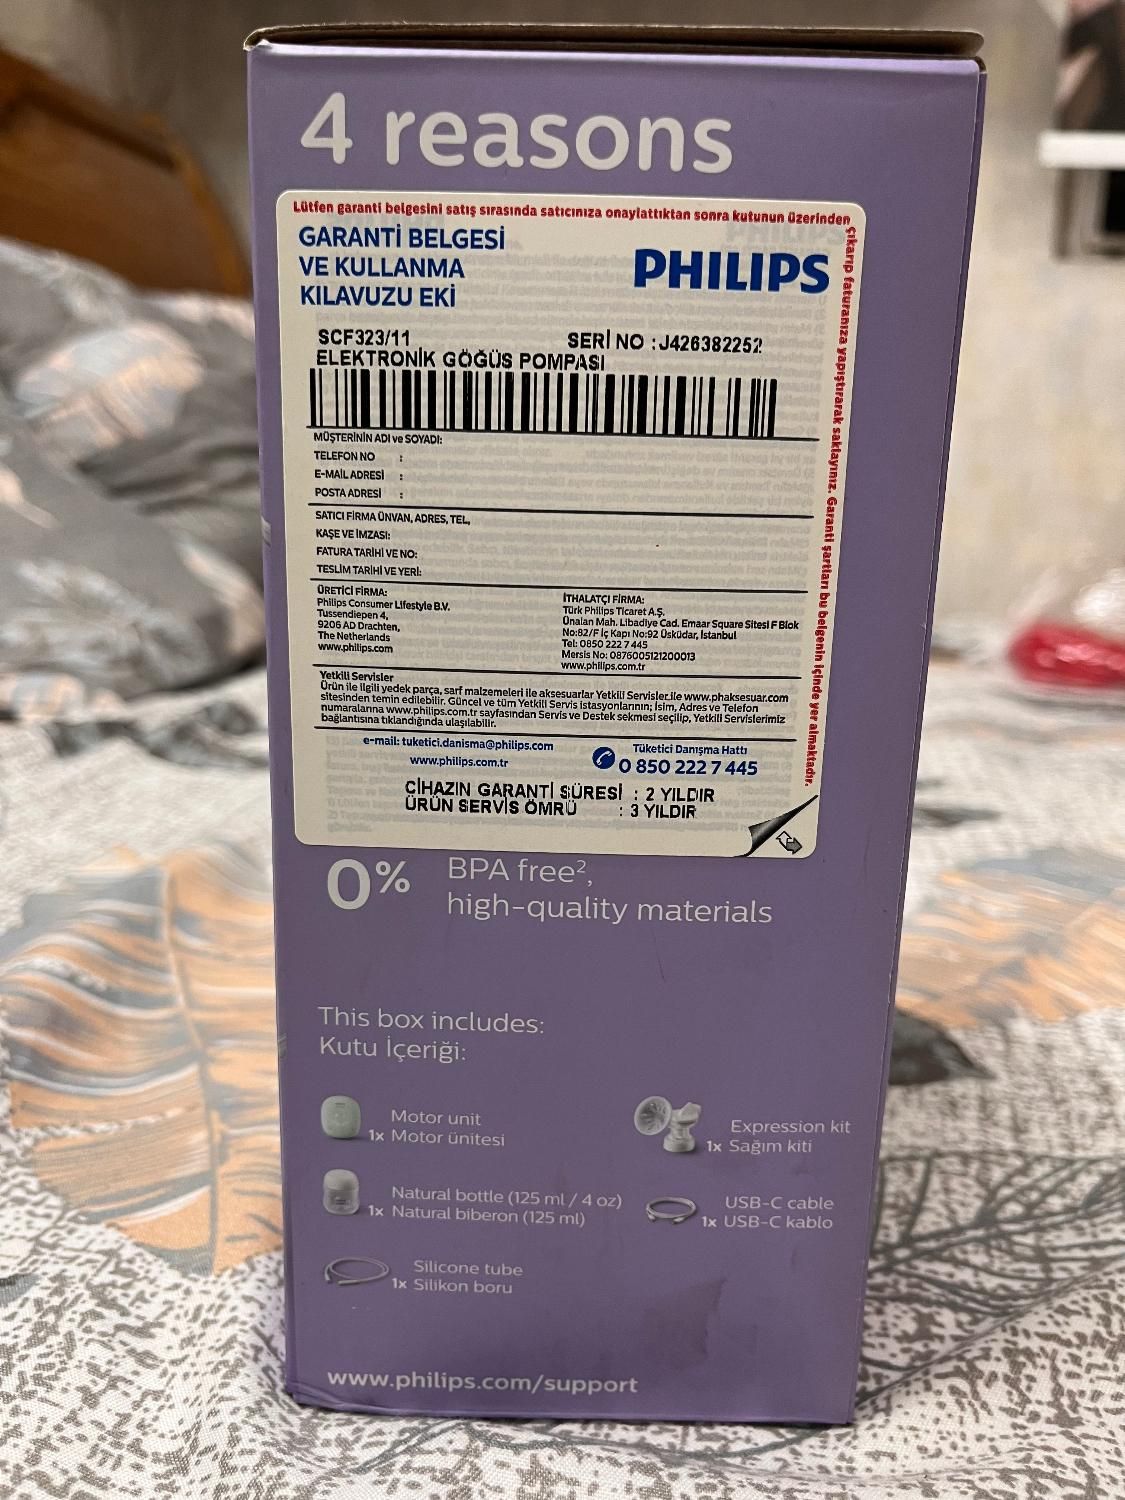 4 reasons
Lütfen garanti belgesini satış sırasında satıcınıza onaylattıktan sonra kutunun üzerinden
çıkarıp faturanıza yapıştırarak saklayınız. Garanti şartları bu belgenin içinde yer almaktadır.
GARANTİ BELGESİ
VE KULLANMA
KILAVUZU EKİ
PHILIPS
SCF323/11
SERİ NO :J426382252
ELEKTRONİK GÖĞÜS POMPASI
MÜŞTERİNİN ADI ve SOYADI:
TELEFON NO :
E-MAİL ADRESİ :
POSTA ADRESİ :
SATICI FİRMA ÜNVAN, ADRES, TEL,
KAŞE VE İMZASI:
FATURA TARİHİ VE NO:
TESLİM TARİHİ VE YERİ:
ÜRETİCİ FİRMA:
Philips Consumer Lifestyle B.V.
Tussendiepen 4,
9206 AD Drachten,
The Netherlands
www.philips.com
İTHALATÇI FİRMA:
Türk Philips Ticaret A.Ş.
Ünalan Mah. Libadiye Cad. Emaar Square Sitesi F Blok
No:82/F İç Kapı No:92 Üsküdar, İstanbul
Tel: 0850 222 7 445
Mersis No: 0876005121200013
www.philips.com.tr
Yetkili Servisler
Ürün ile ilgili yedek parça, sarf malzemeleri ile aksesuarlar Yetkili Servisler ile www.phaksesuar.com
sitesinden temin edilebilir. Güncel ve tüm Yetkili Servis istasyonlarının; İsim, Adres ve Telefon
numaralarına www.philips.com.tr sayfasından Servis ve Destek sekmesi seçilip, Yetkili Servislerimiz
bağlantısına tıklandığında ulaşılabilir.
e-mail: tuketici.danisma@philips.com
www.philips.com.tr
Tüketici Danışma Hattı
0 850 222 7 445
CİHAZIN GARANTİ SÜRESİ : 2 YILDIR
ÜRÜN SERVİS ÖMRÜ : 3 YILDIR
0% BPA free²,
high-quality materials
This box includes:
Kutu İçeriği:
Motor unit
1x Motor ünitesi
Expression kit
1x Sağım kiti
Natural bottle (125 ml / 4 oz)
1x Natural biberon (125 ml)
USB-C cable
1x USB-C kablo
Silicone tube
1x Silikon boru
www.philips.com/support